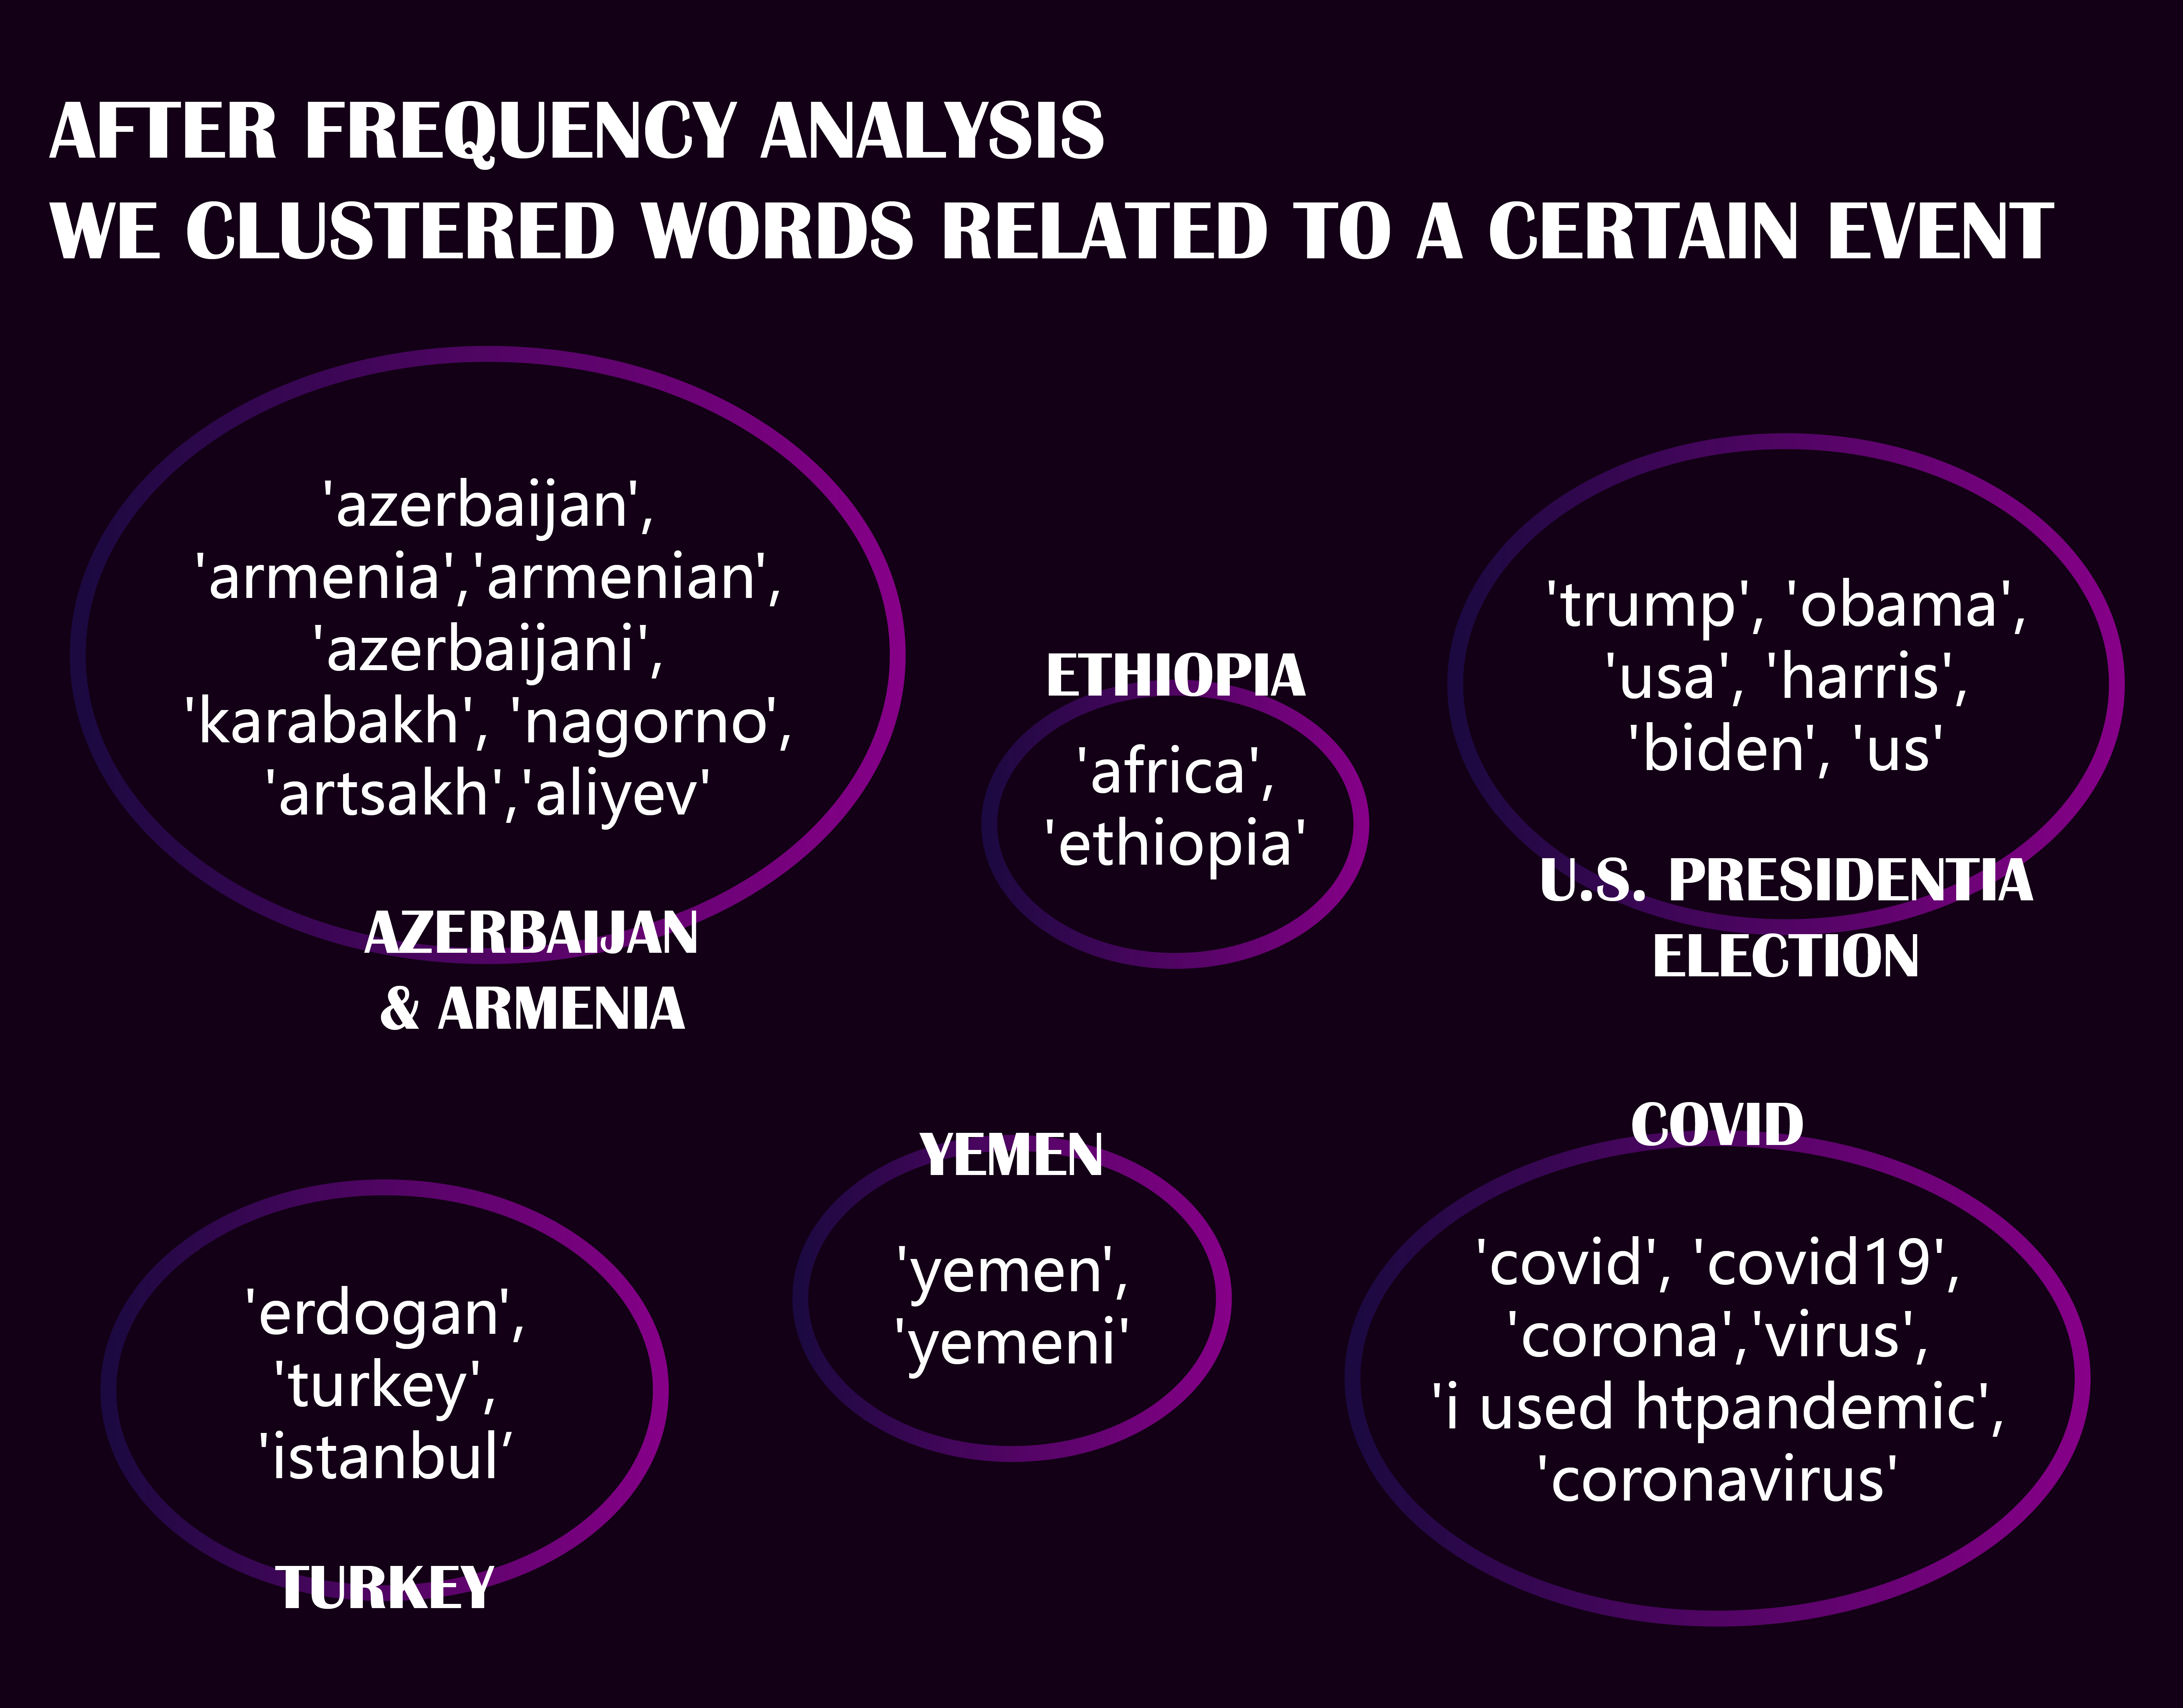 AFTER FREQUENCY ANALYSIS
WE CLUSTERED WORDS RELATED TO A CERTAIN EVENT
'azerbaijan',
'armenia','armenian',
'azerbaijani',
'karabakh', 'nagorno',
'artsakh','aliyev'
AZERBAIJAN
& ARMENIA
ETHIOPIA
'africa',
'ethiopia'
'trump', 'obama',
'usa', 'harris',
'biden', 'us'
U.S. PRESIDENTIA
ELECTION
'erdogan',
'turkey',
'istanbul’
TURKEY
YEMEN
'yemen',
'yemeni'
COVID
'covid', 'covid19',
'corona','virus',
'i used htpandemic',
'coronavirus'